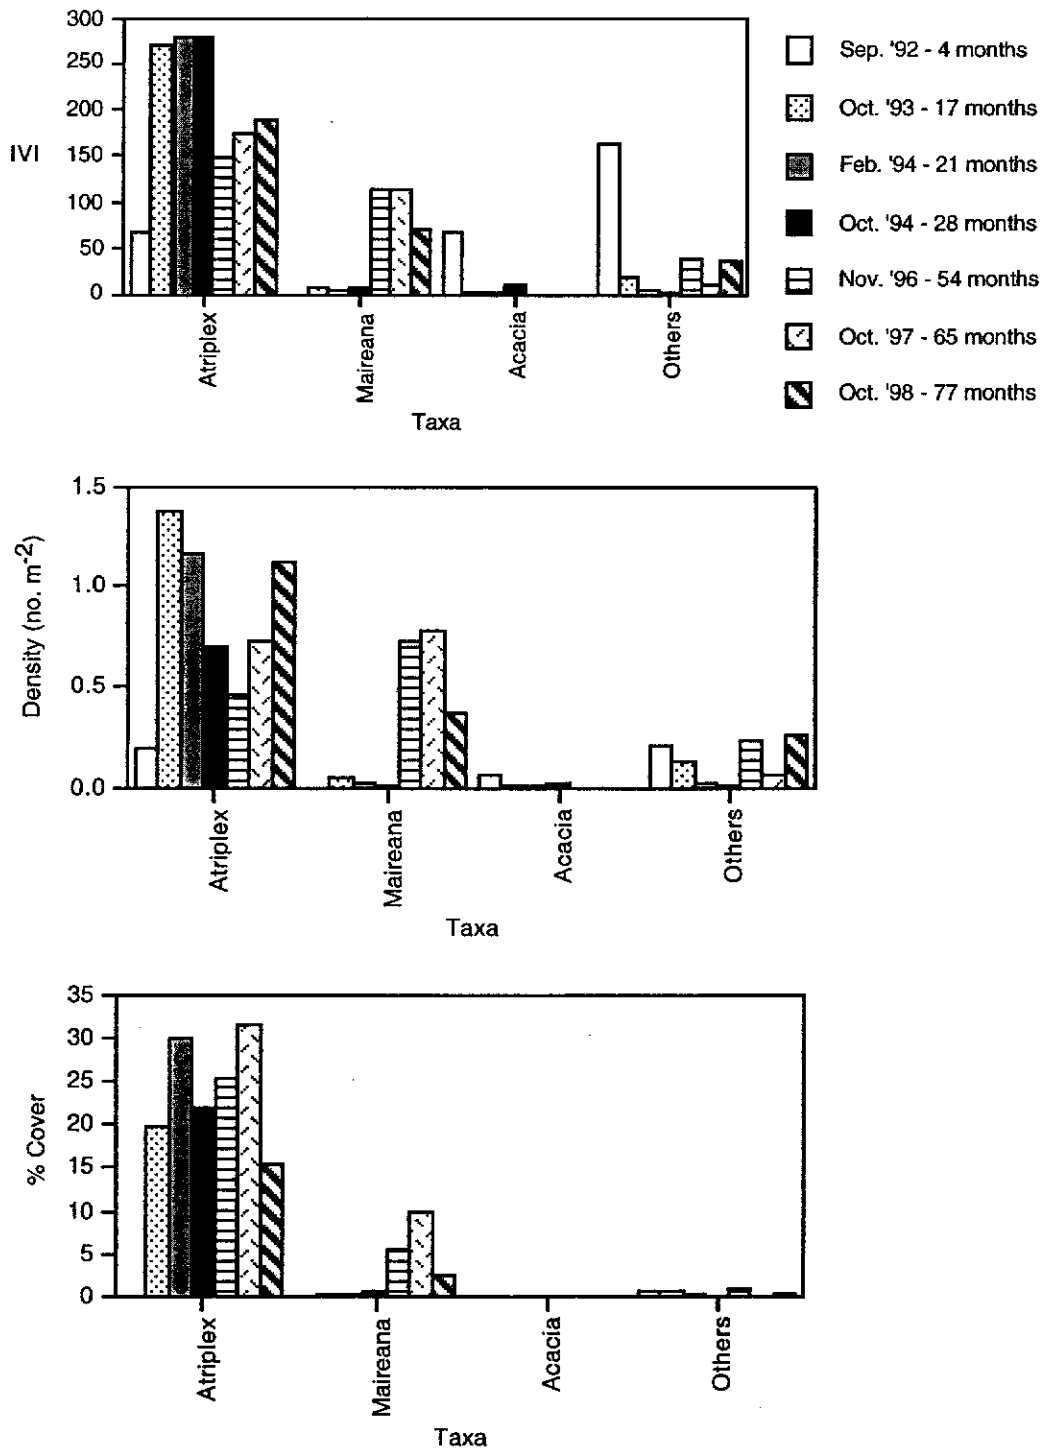 300
250
200
150
100
50
0
IVI
Atriplex
Maireana
Acacia
Others
Taxa
Sep. '92 - 4 months
Oct. '93 - 17 months
Feb. '94 - 21 months
Oct. '94 - 28 months
Nov. '96 - 54 months
Oct. '97 - 65 months
Oct. '98 - 77 months
1.5
1.0
0.5
0.0
Density (no. m-2)
Atriplex
Maireana
Acacia
Others
Taxa
35
30
25
20
15
10
5
0
% Cover
Atriplex
Maireana
Acacia
Others
Taxa